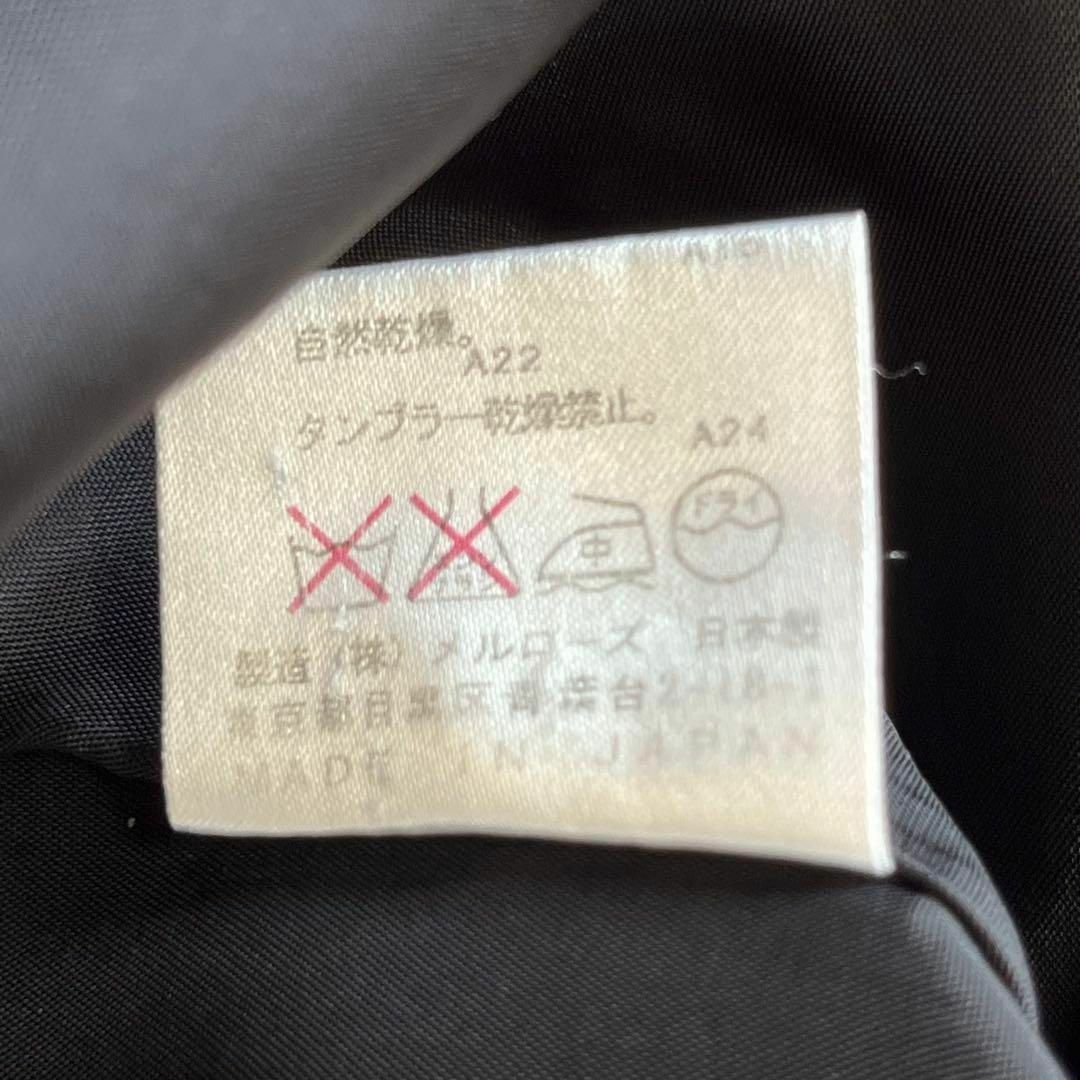 自然乾燥。
A22
タンブラー乾燥禁止。
A24
中 ドライ
製造(株)メルローズ 日本製
東京都目黒区青葉台2-18-1
MADE IN JAPAN